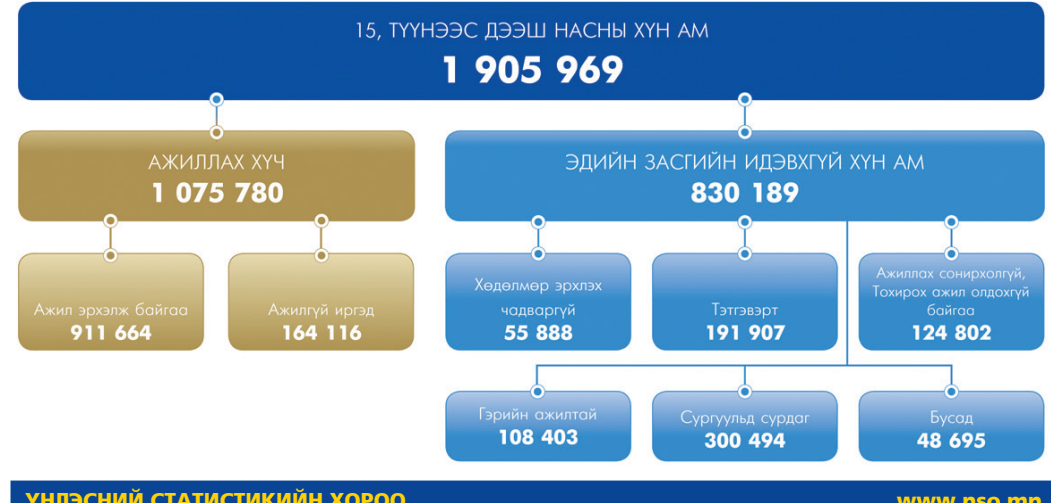 15, ТҮҮНЭЭС ДЭЭШ НАСНЫ ХҮН АМ
1 905 969
АЖИЛЛАХ ХҮЧ
1 075 780
ЭДИЙН ЗАСГИЙН ИДЭВХГҮЙ ХҮН АМ
830 189
Ажил эрхэлж байгаа
911 664
Ажилгүй иргэд
164 116
Хөдөлмөр эрхлэх
чадваргүй
55 888
Тэтгэвэрт
191 907
Ажиллах сонирхолгүй,
Тохирох ажил олдохгүй
байгаа
124 802
Гэрийн ажилтай
108 403
Сургуульд сурдаг
300 494
Бусад
48 695
ҮНДЭСНИЙ СТАТИСТИКИЙН ХОРОО
www.nso.mn